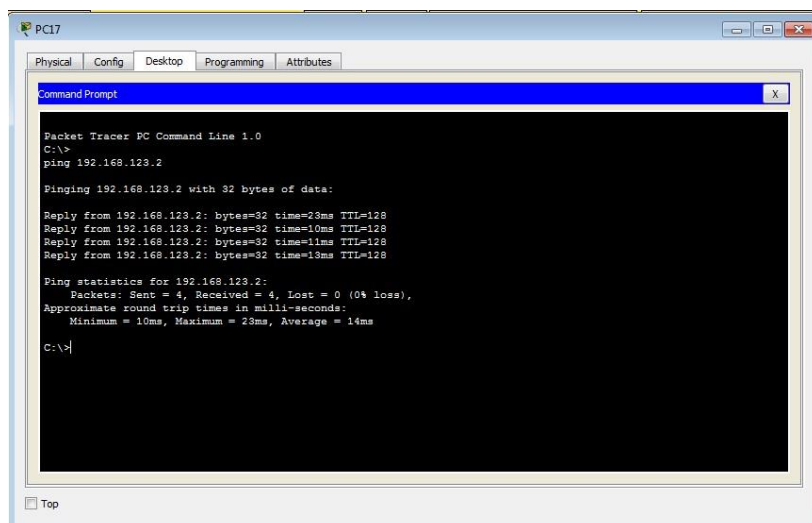 PC17
Physical Config Desktop Programming Attributes
Command Prompt X
Packet Tracer PC Command Line 1.0
C:\>
ping 192.168.123.2
Pinging 192.168.123.2 with 32 bytes of data:
Reply from 192.168.123.2: bytes=32 time=23ms TTL=128
Reply from 192.168.123.2: bytes=32 time=10ms TTL=128
Reply from 192.168.123.2: bytes=32 time=11ms TTL=128
Reply from 192.168.123.2: bytes=32 time=13ms TTL=128
Ping statistics for 192.168.123.2:
Packets: Sent = 4, Received = 4, Lost = 0 (0% loss),
Approximate round trip times in milli-seconds:
Minimum = 10ms, Maximum = 23ms, Average = 14ms
C:\>
Top